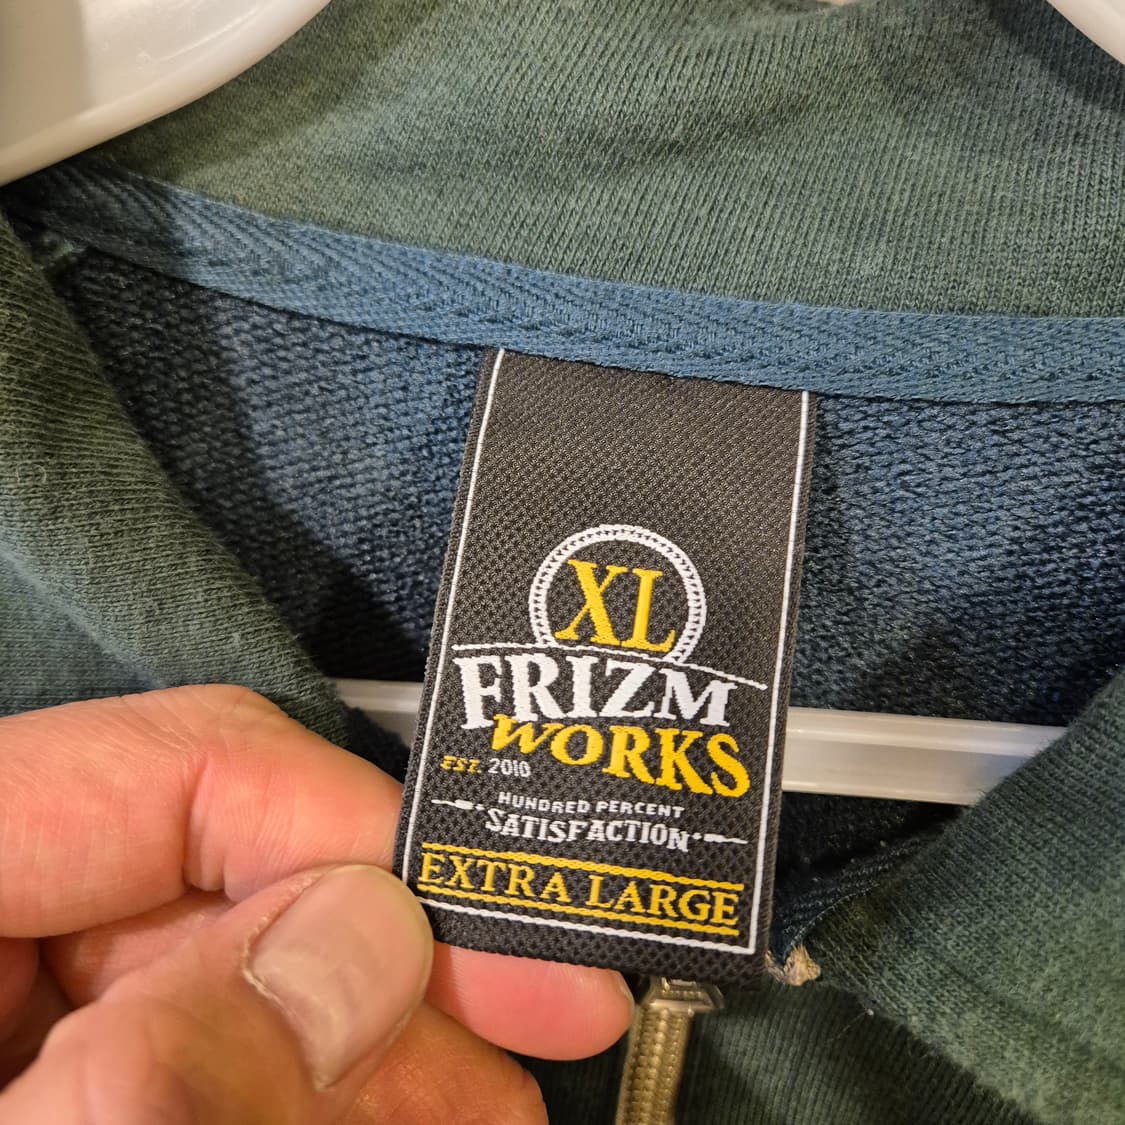 XL
FRIZM
WORKS
EST. 2010
HUNDRED PERCENT
SATISFACTION
EXTRA LARGE